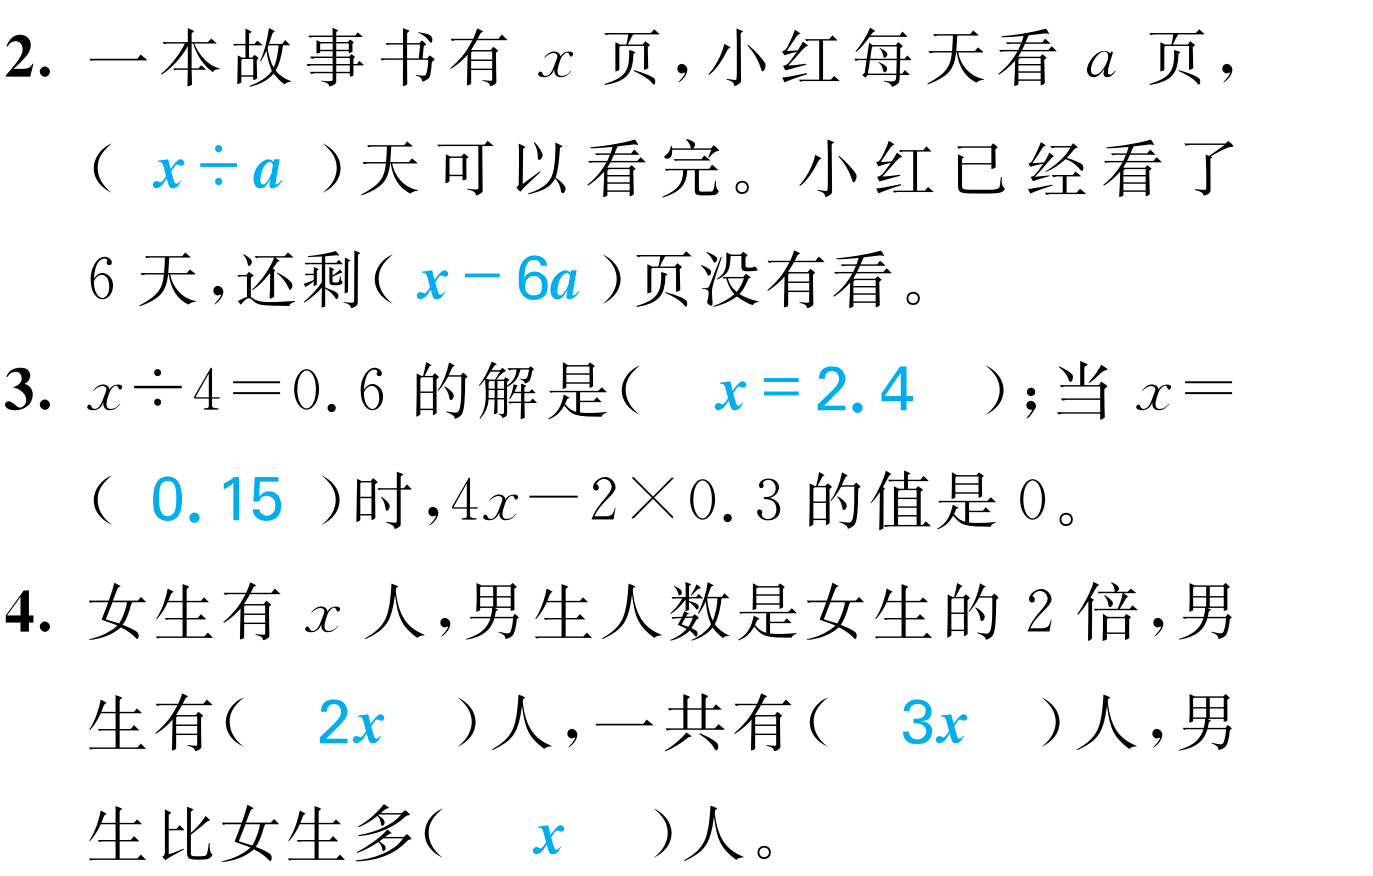 2. 一本故事书有 x 页,小红每天看 a 页,
( x÷a )天可以看完。小红已经看了
6 天,还剩( x-6a )页没有看。
3. x÷4=0.6 的解是( x=2.4 );当 x=
( 0.15 )时,4x-2×0.3 的值是 0。
4. 女生有 x 人,男生人数是女生的 2 倍,男
生有( 2x )人,一共有( 3x )人,男
生比女生多( x )人。